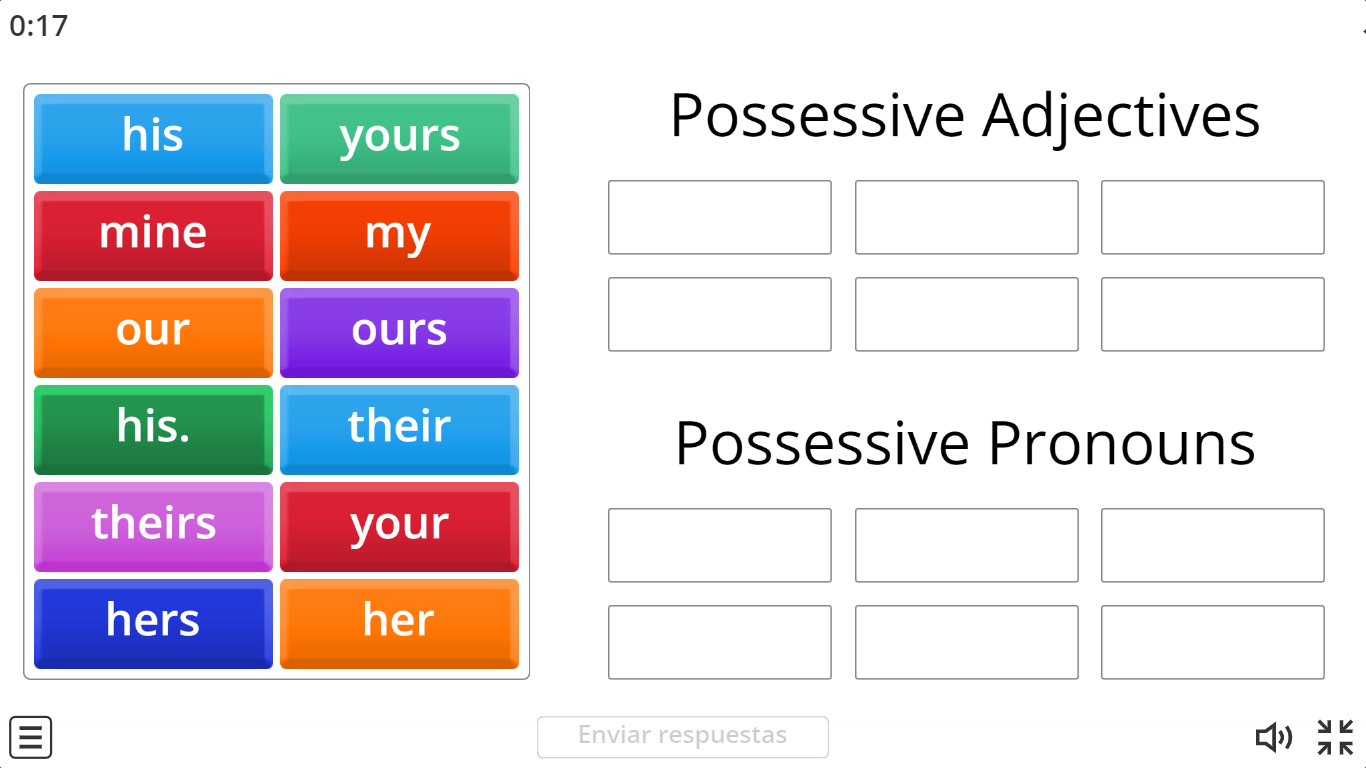 0:17
his
yours
mine
my
our
ours
his.
their
theirs
your
hers
her
Possessive Adjectives
Possessive Pronouns
Enviar respuestas